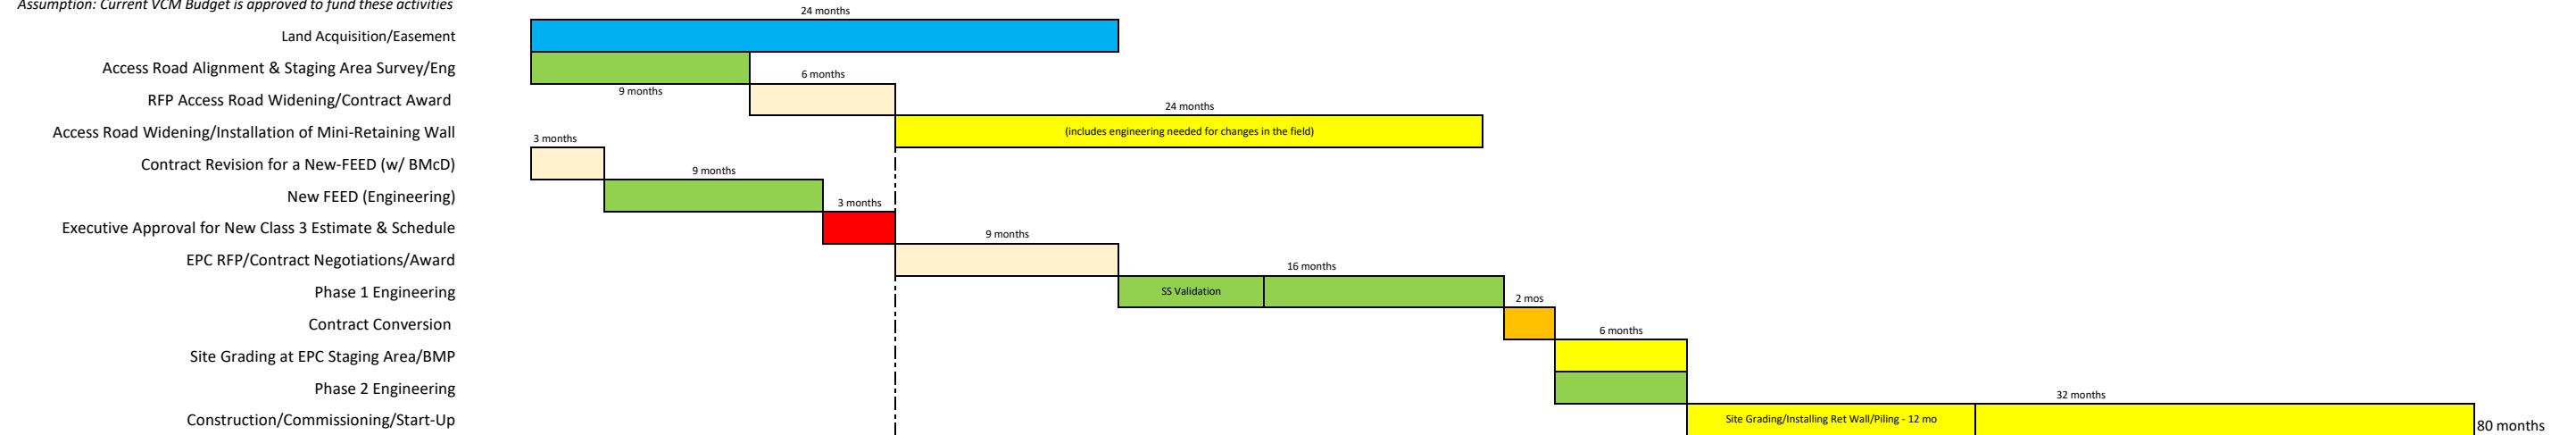 Assumption: Current VCM Budget is approved to fund these activities
24 months
Land Acquisition/Easement
Access Road Alignment & Staging Area Survey/Eng
6 months
9 months
RFP Access Road Widening/Contract Award
24 months
Access Road Widening/Installation of Mini-Retaining Wall
(includes engineering needed for changes in the field)
3 months
Contract Revision for a New-FEED (w/ BMcD)
9 months
New FEED (Engineering)
3 months
Executive Approval for New Class 3 Estimate & Schedule
9 months
EPC RFP/Contract Negotiations/Award
16 months
Phase 1 Engineering
SS Validation
2 mos
Contract Conversion
6 months
Site Grading at EPC Staging Area/BMP
Phase 2 Engineering
32 months
Construction/Commissioning/Start-Up
Site Grading/Installing Ret Wall/Piling - 12 mo
80 months